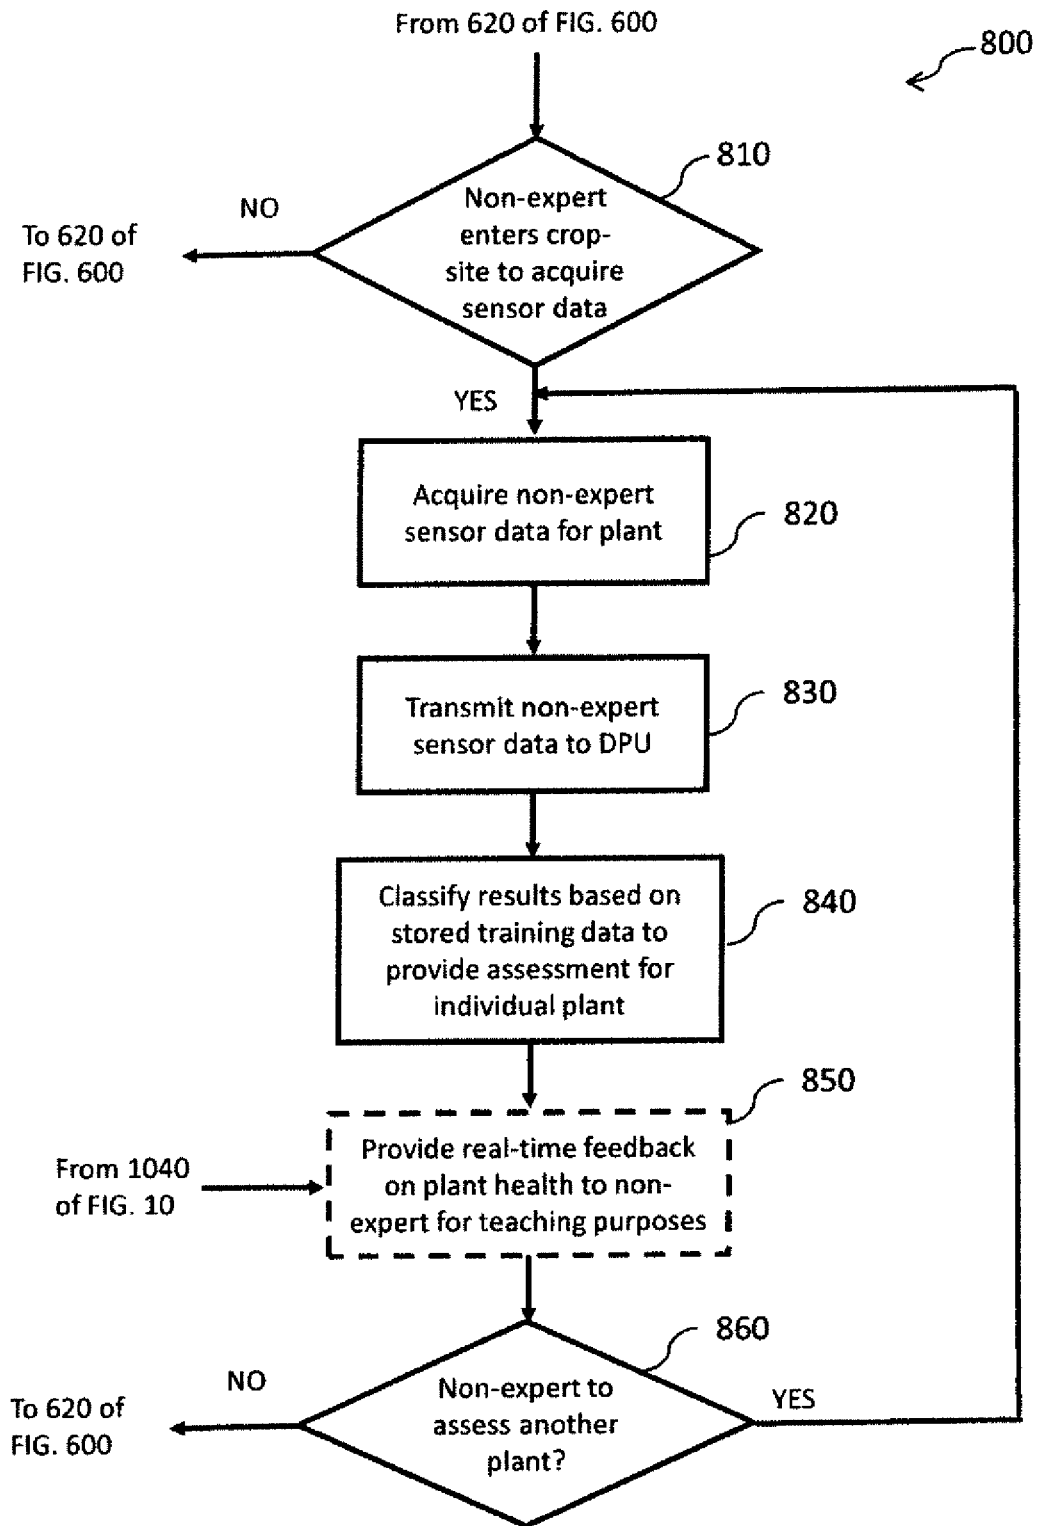 From 620 of FIG. 600
800
810
Non-expert
enters crop-
site to acquire
sensor data
NO
To 620 of
FIG. 600
YES
Acquire non-expert
sensor data for plant
820
Transmit non-expert
sensor data to DPU
830
Classify results based on
stored training data to
provide assessment for
individual plant
840
850
Provide real-time feedback
on plant health to non-
expert for teaching purposes
From 1040
of FIG. 10
860
Non-expert to
assess another
plant?
NO
To 620 of
FIG. 600
YES